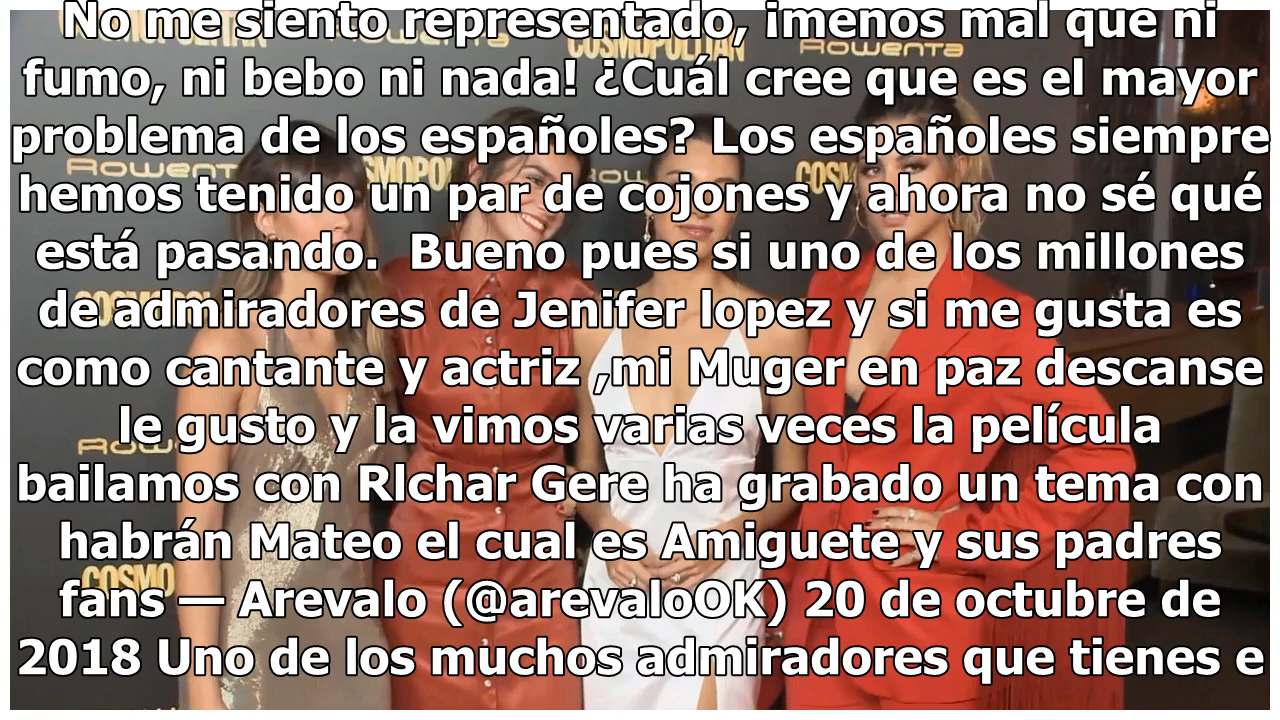 No me siento representado, ¡menos mal que ni
fumo, ni bebo ni nada! ¿Cuál cree que es el mayor
problema de los españoles? Los españoles siempre
hemos tenido un par de cojones y ahora no sé qué
está pasando.  Bueno pues si uno de los millones
de admiradores de Jenifer lopez y si me gusta es
como cantante y actriz ,mi Muger en paz descanse
le gusto y la vimos varias veces la película
bailamos con RIchar Gere ha grabado un tema con
habrán Mateo el cual es Amiguete y sus padres
fans — Arevalo (@arevaloOK) 20 de octubre de
2018 Uno de los muchos admiradores que tienes e
COSMOPOLITAN
Rowenta